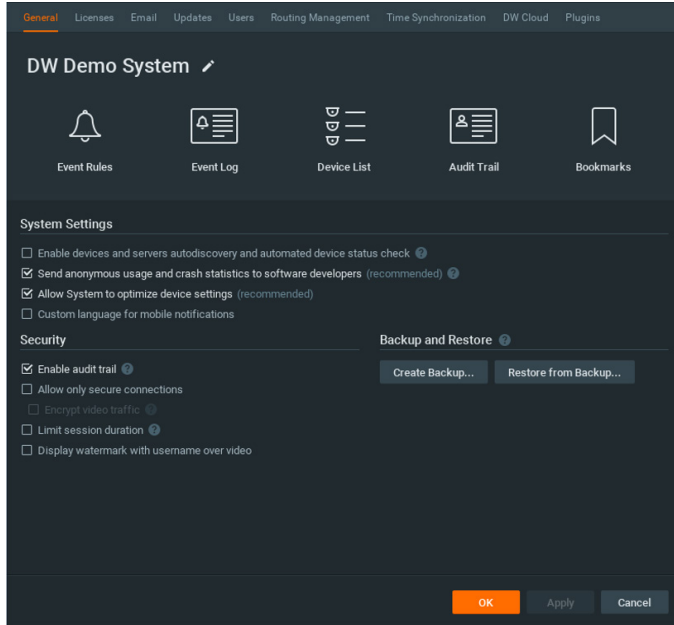 General Licenses Email Updates Users Routing Management Time Synchronization DW Cloud Plugins
DW Demo System
Event Rules Event Log Device List Audit Trail Bookmarks
System Settings
Enable devices and servers autodiscovery and automated device status check ?
Send anonymous usage and crash statistics to software developers (recommended) ?
Allow System to optimize device settings (recommended)
Custom language for mobile notifications
Security
Enable audit trail ?
Allow only secure connections
Encrypt video traffic ?
Limit session duration ?
Display watermark with username over video
Backup and Restore ?
Create Backup... Restore from Backup...
OK Apply Cancel